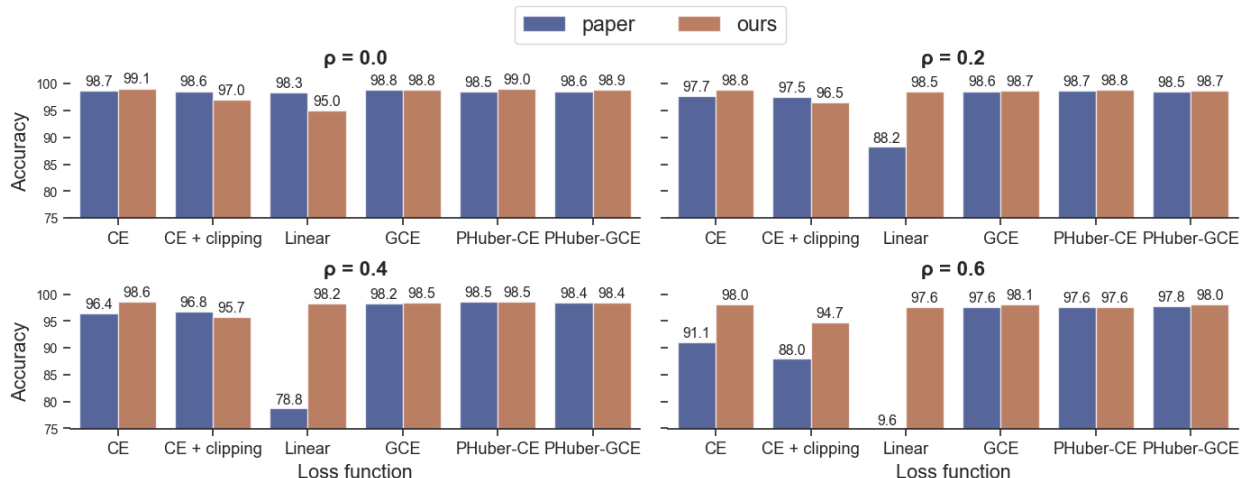 paper ours
ρ = 0.0
98.7 99.1 98.6 97.0 98.3 95.0 98.8 98.8 98.5 99.0 98.6 98.9
Accuracy
100
95
90
85
80
75
CE CE + clipping Linear GCE PHuber-CE PHuber-GCE
ρ = 0.2
97.7 98.8 97.5 96.5 88.2 98.5 98.6 98.7 98.7 98.8 98.5 98.7
CE CE + clipping Linear GCE PHuber-CE PHuber-GCE
ρ = 0.4
96.4 98.6 96.8 95.7 78.8 98.2 98.2 98.5 98.5 98.5 98.4 98.4
Accuracy
100
95
90
85
80
75
CE CE + clipping Linear GCE PHuber-CE PHuber-GCE
Loss function
ρ = 0.6
91.1 98.0 88.0 94.7 9.6 97.6 97.6 98.1 97.6 97.6 97.8 98.0
CE CE + clipping Linear GCE PHuber-CE PHuber-GCE
Loss function